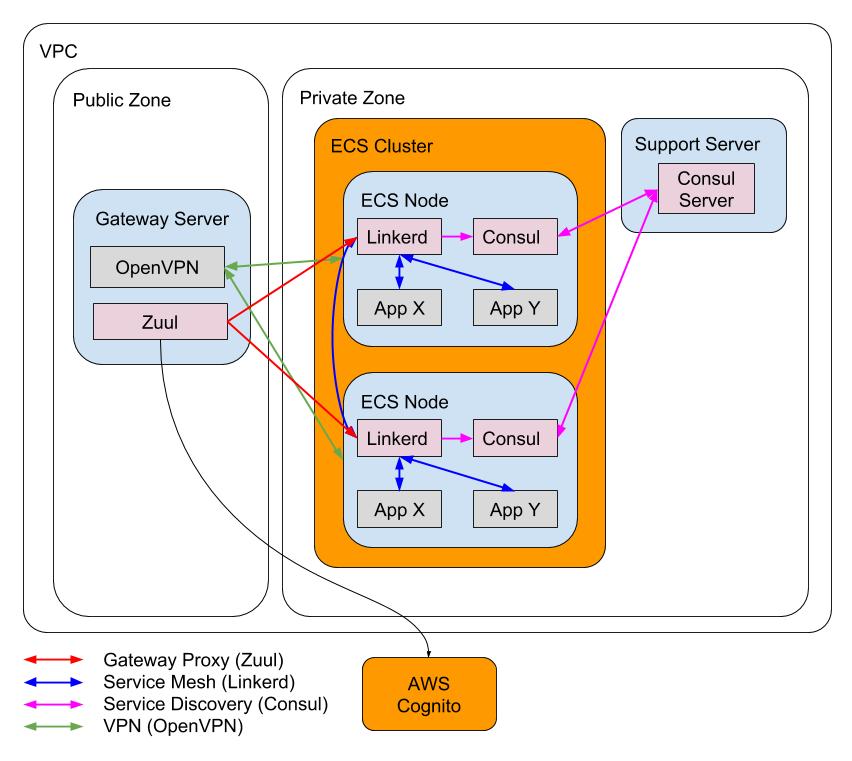 VPC
Public Zone
Private Zone
ECS Cluster
Support Server
Consul
Server
ECS Node
Gateway Server
Linkerd
Consul
OpenVPN
App X
App Y
Zuul
ECS Node
Linkerd
Consul
App X
App Y
Gateway Proxy (Zuul)
Service Mesh (Linkerd)
Service Discovery (Consul)
VPN (OpenVPN)
AWS
Cognito